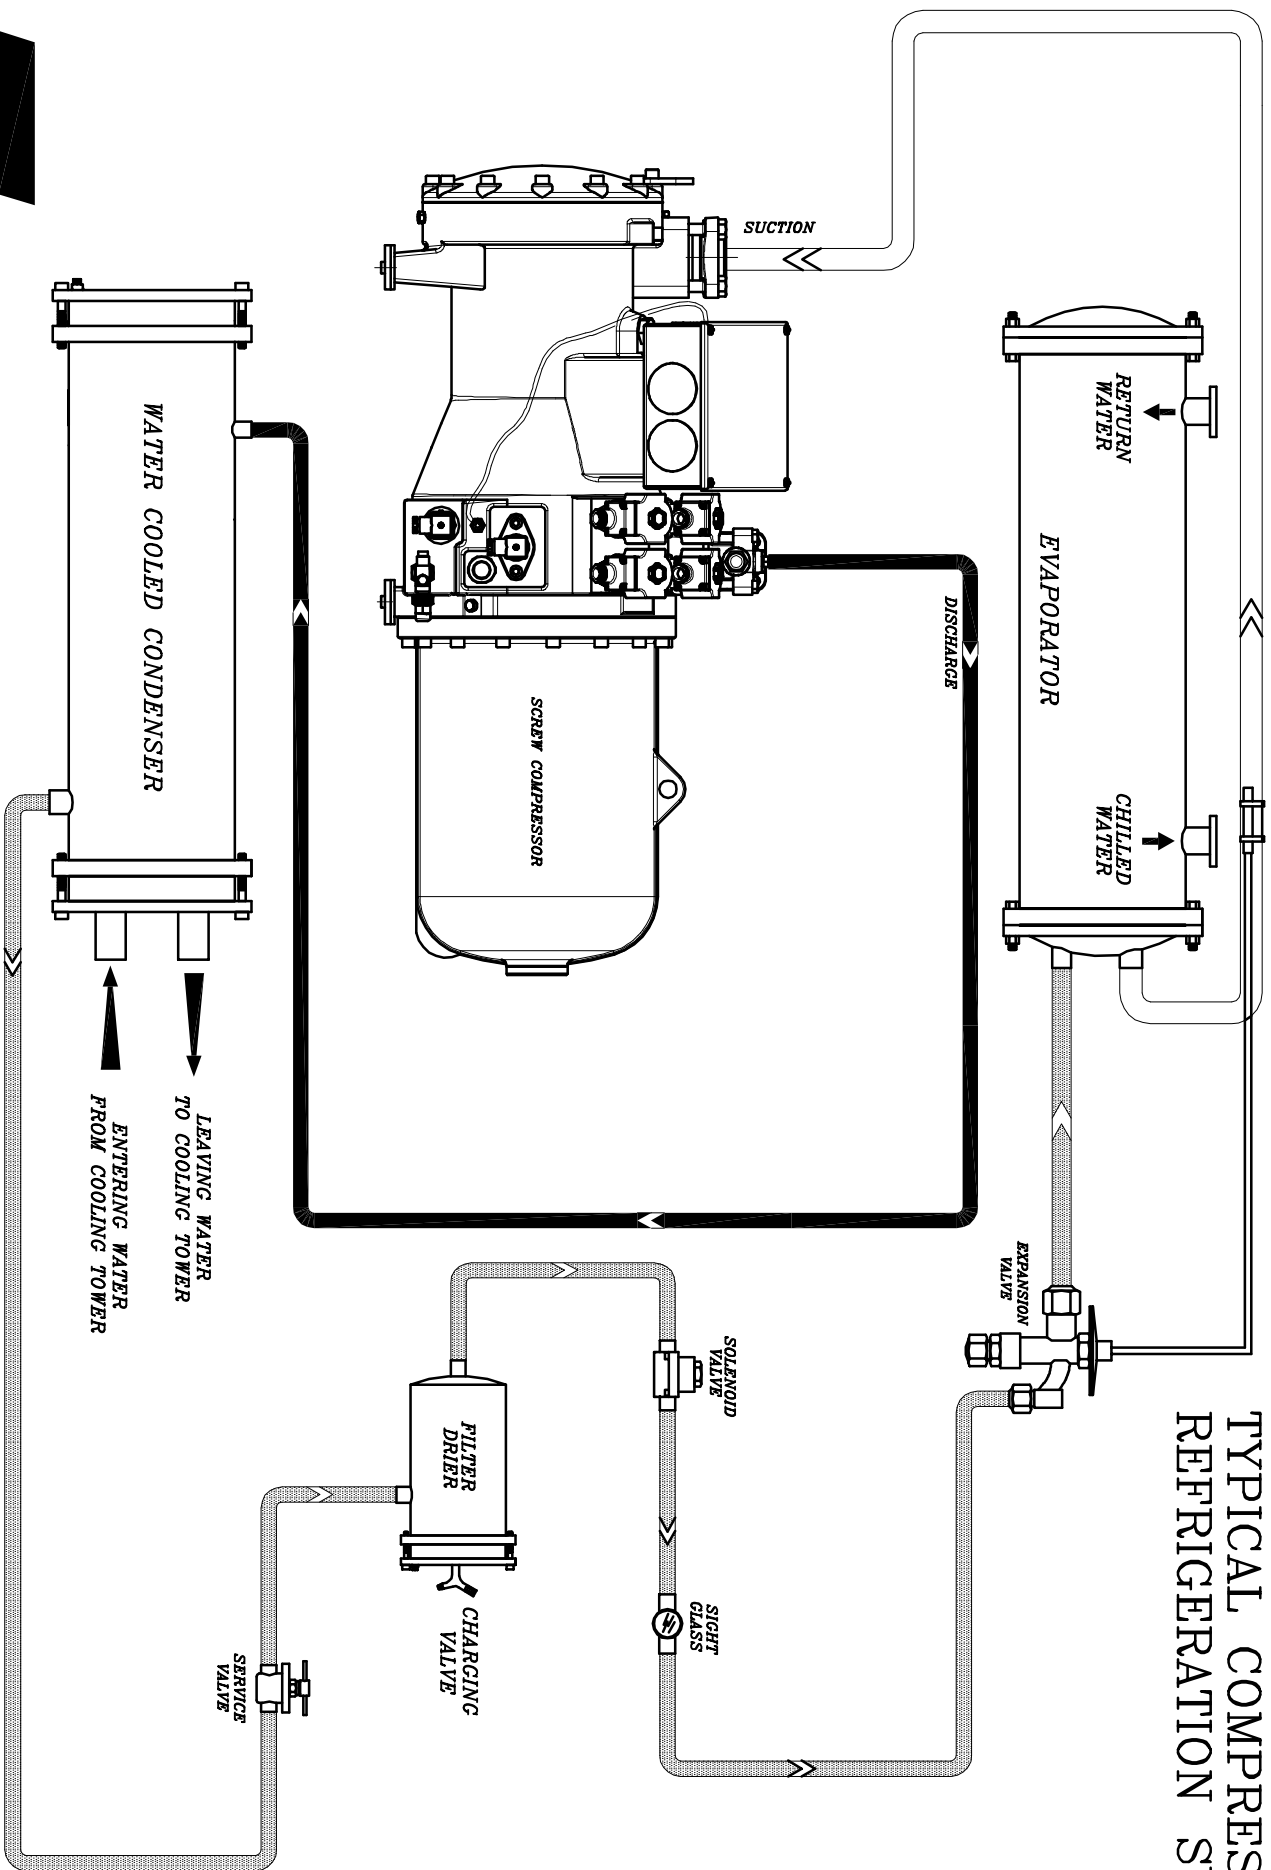 TYPICAL COMPRES
REFRIGERATION S
RETURN
WATER
CHILLED
WATER
EVAPORATOR
EXPANSION
VALVE
DISCHARGE
SUCTION
SOLENOID
VALVE
SIGHT
GLASS
SCREW COMPRESSOR
FILTER
DRIER
CHARGING
VALVE
SERVICE
VALVE
WATER COOLED CONDENSER
LEAVING WATER
TO COOLING TOWER
ENTERING WATER
FROM COOLING TOWER